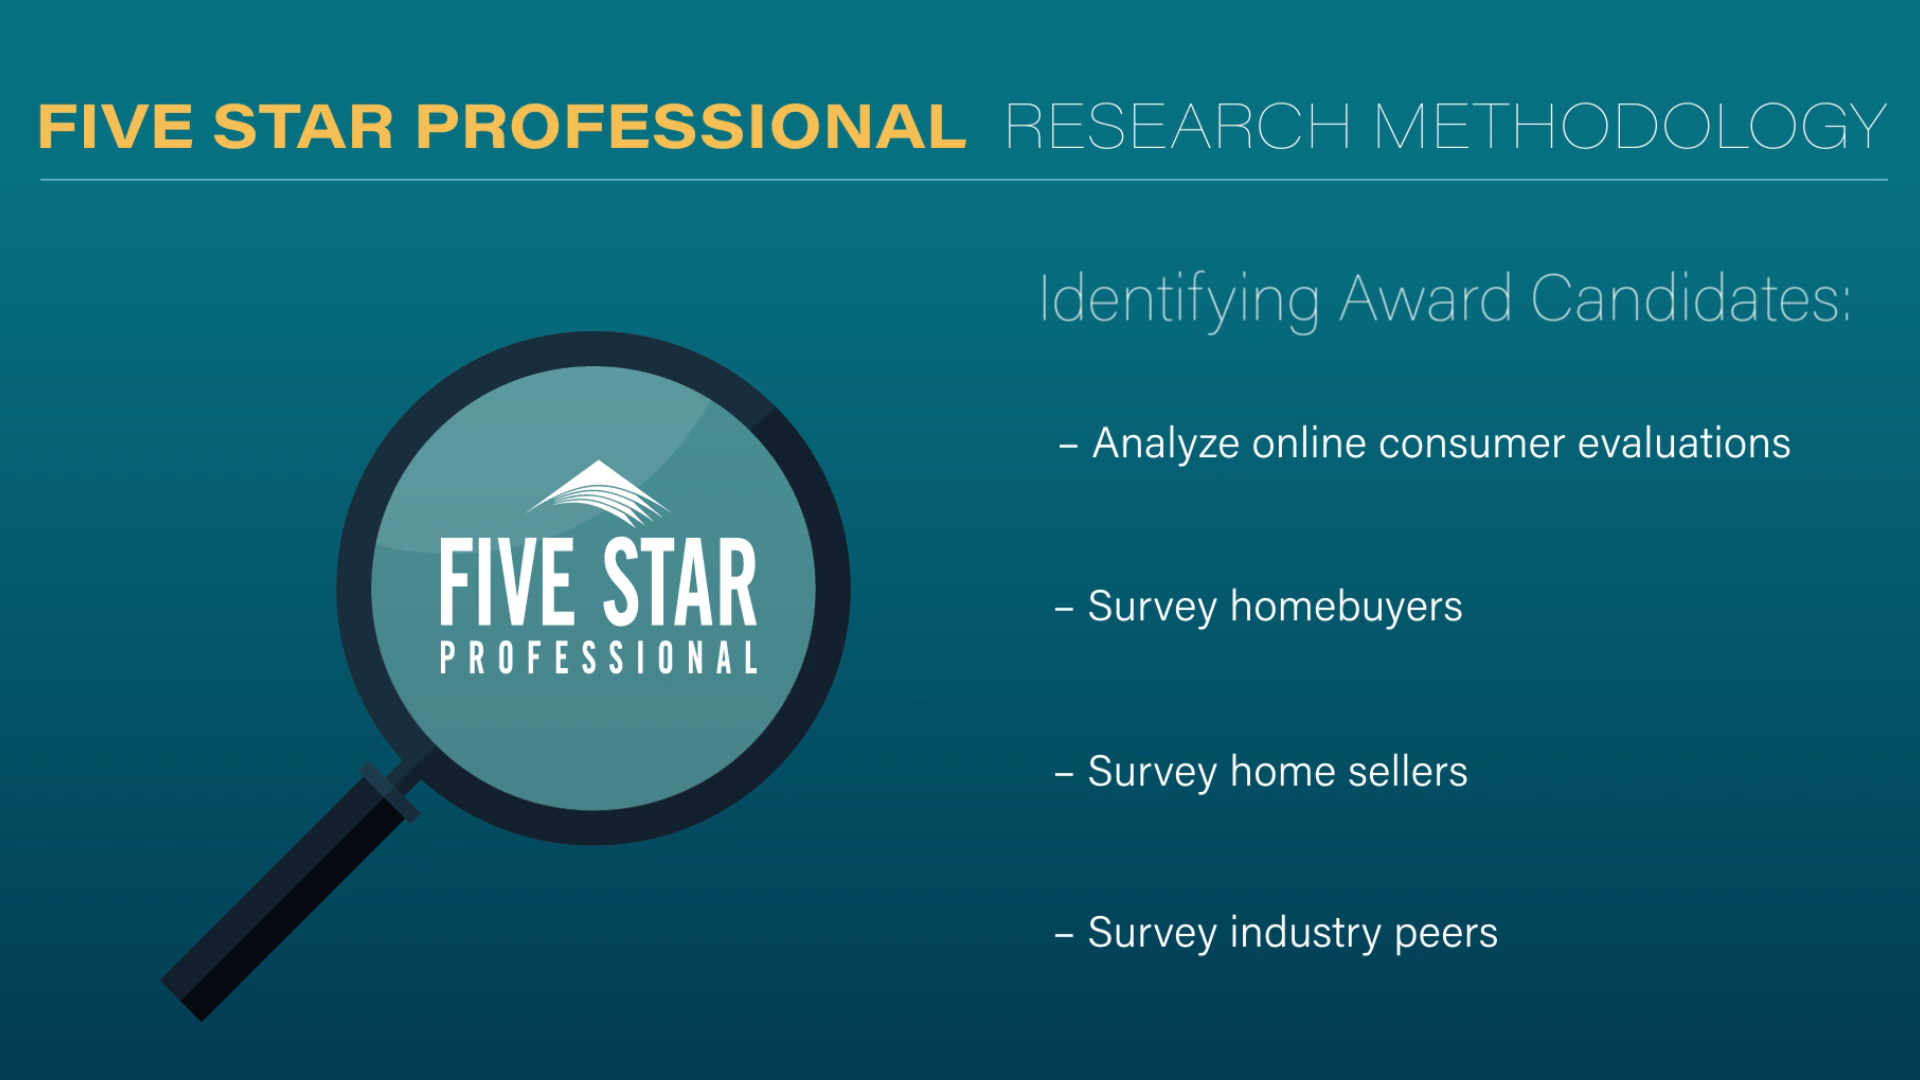 FIVE STAR PROFESSIONAL RESEARCH METHODOLOGY
FIVE STAR
PROFESSIONAL
Identifying Award Candidates:
– Analyze online consumer evaluations
– Survey homebuyers
– Survey home sellers
– Survey industry peers